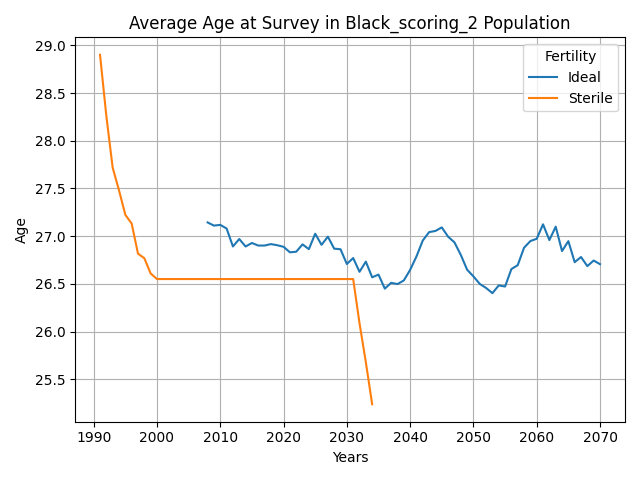 Average Age at Survey in Black_scoring_2 Population
Fertility
Ideal
Sterile
29.0
28.5
28.0
27.5
27.0
26.5
26.0
25.5
Age
1990 2000 2010 2020 2030 2040 2050 2060 2070
Years